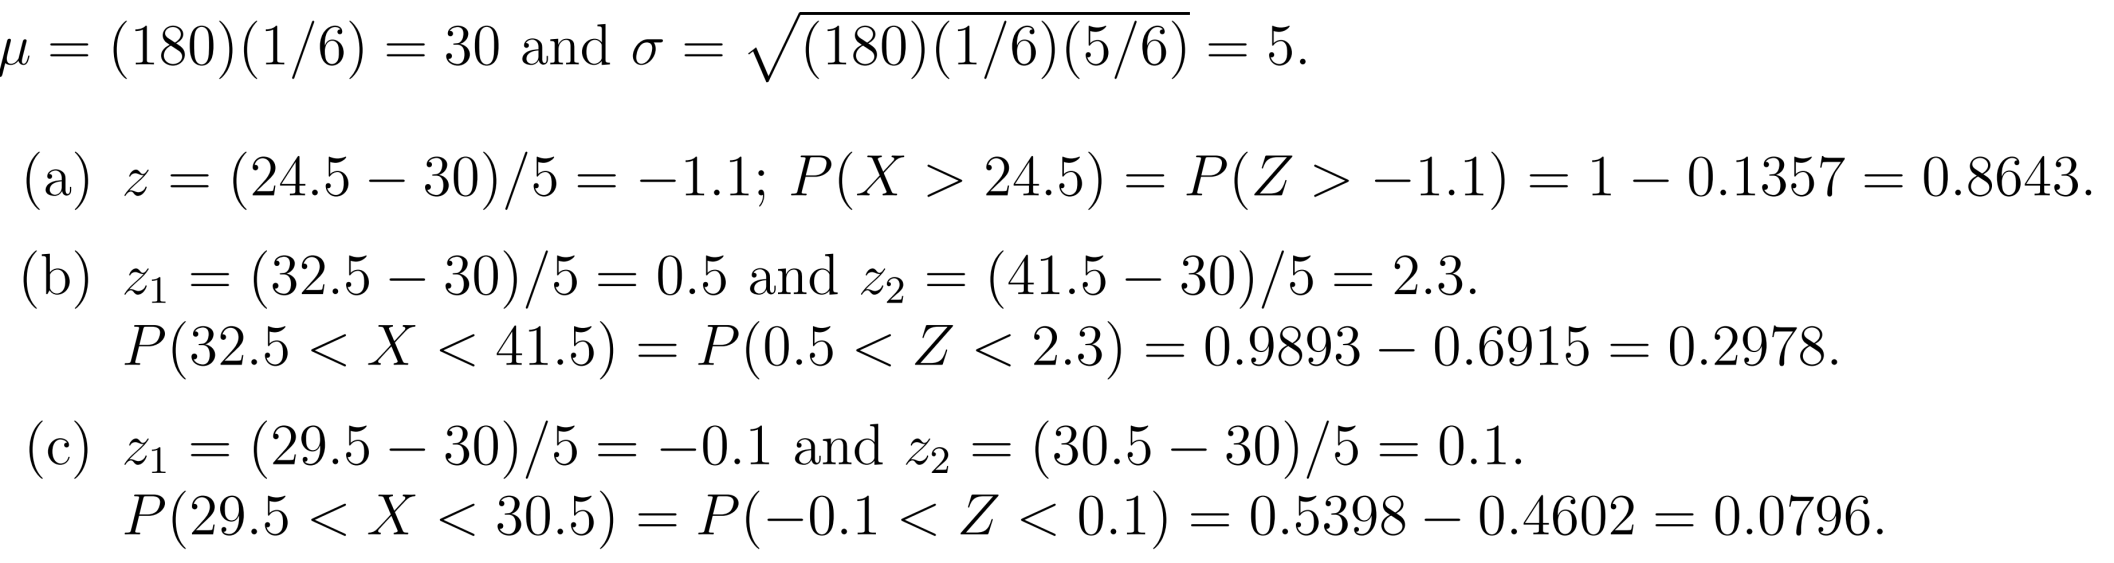 μ = (180)(1/6) = 30 and σ = √(180)(1/6)(5/6) = 5.
(a) z = (24.5 − 30)/5 = −1.1; P(X > 24.5) = P(Z > −1.1) = 1 − 0.1357 = 0.8643.
(b) z₁ = (32.5 − 30)/5 = 0.5 and z₂ = (41.5 − 30)/5 = 2.3.
P(32.5 < X < 41.5) = P(0.5 < Z < 2.3) = 0.9893 − 0.6915 = 0.2978.
(c) z₁ = (29.5 − 30)/5 = −0.1 and z₂ = (30.5 − 30)/5 = 0.1.
P(29.5 < X < 30.5) = P(−0.1 < Z < 0.1) = 0.5398 − 0.4602 = 0.0796.